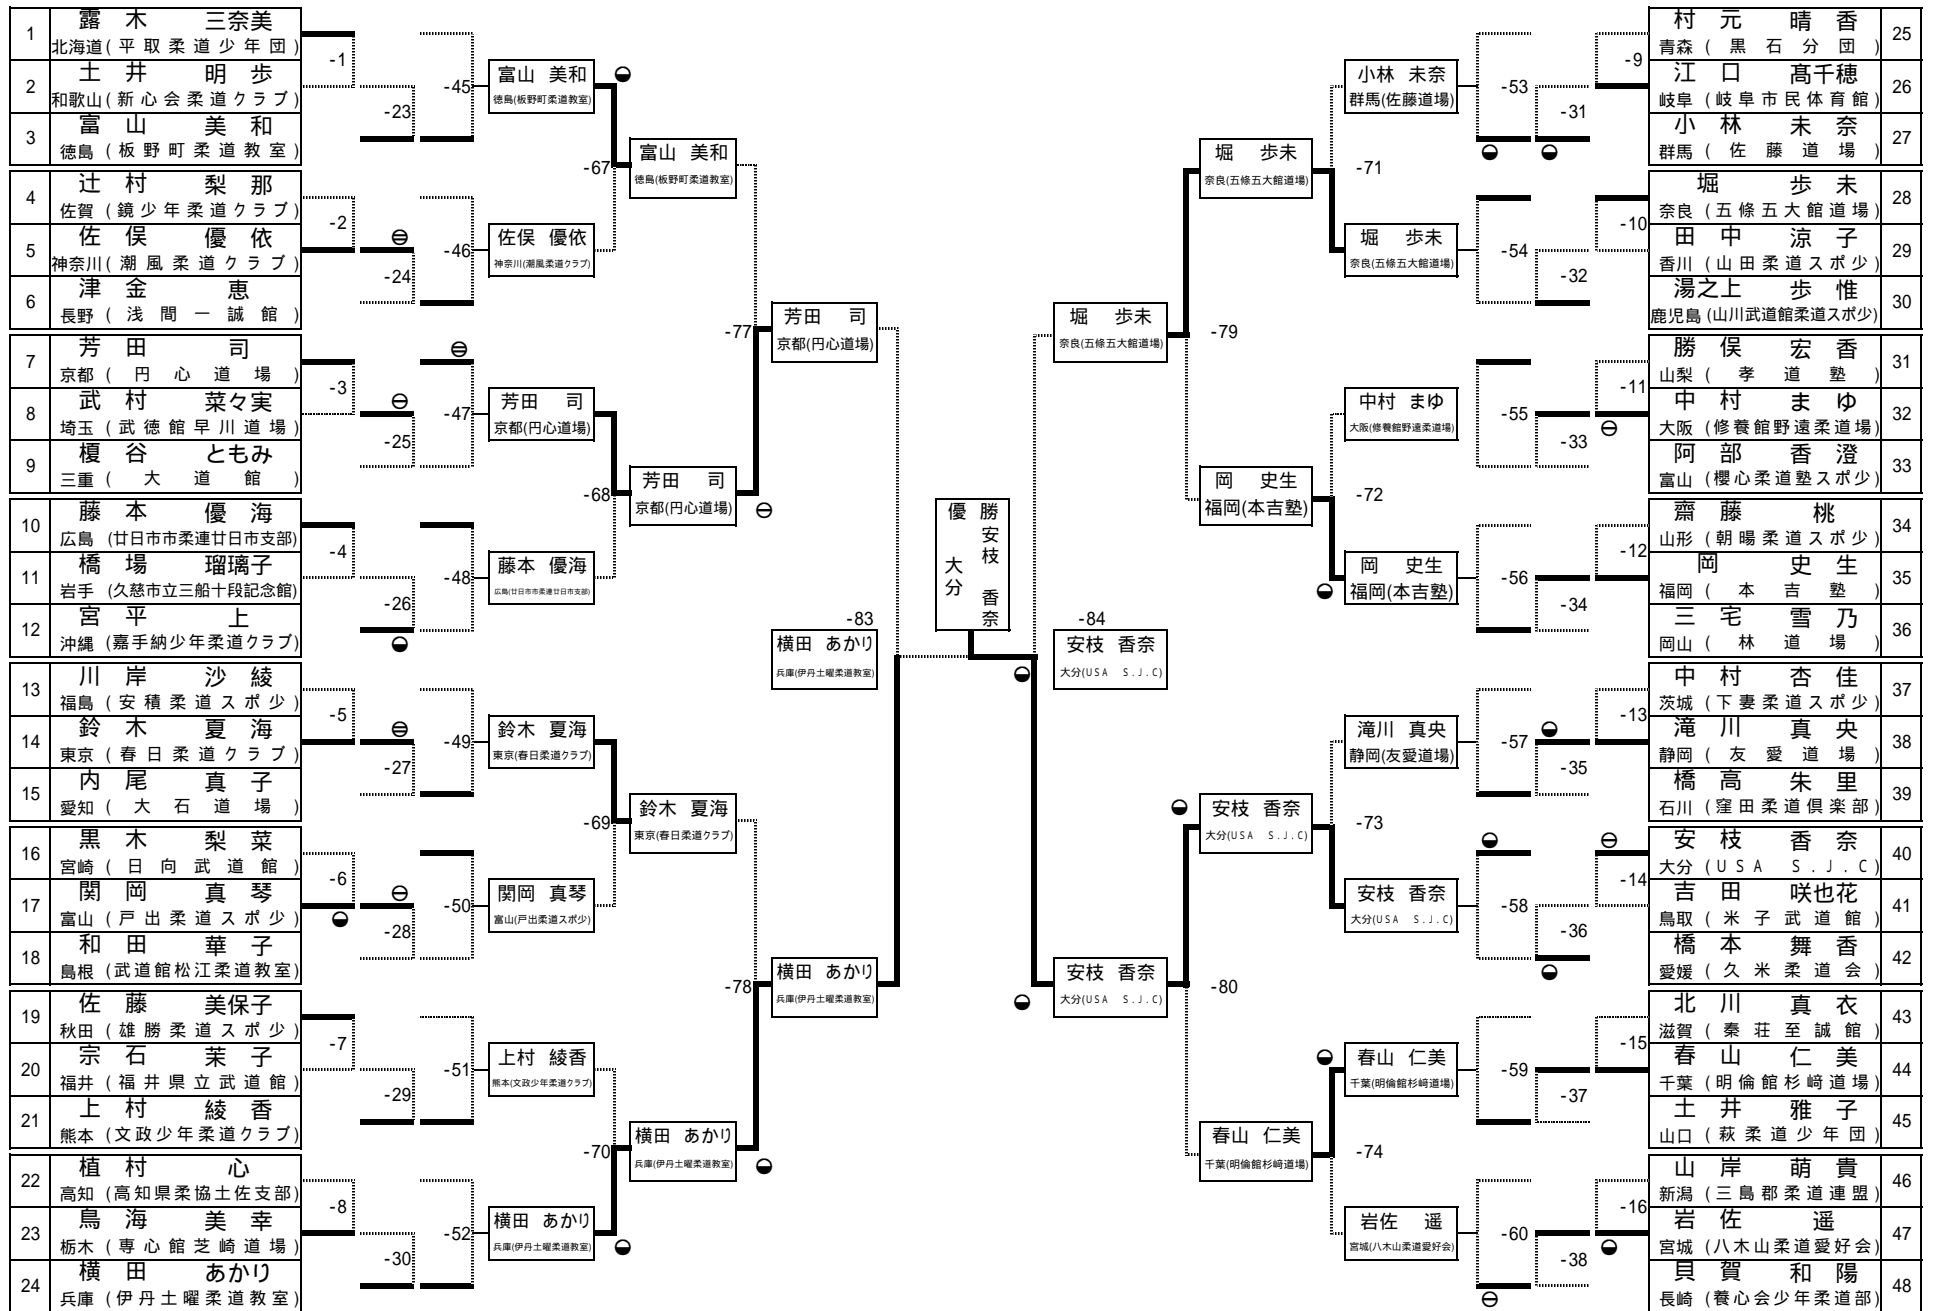 1
露木 三奈美
北海道(平取柔道少年団)
2
土井 明歩
和歌山(新心会柔道クラブ)
3
富山 美和
徳島(板野町柔道教室)
4
辻村 梨那
佐賀(鏡少年柔道クラブ)
5
佐俣 優依
神奈川(潮風柔道クラブ)
6
津金 恵
長野(浅間一誠館)
7
芳田 司
京都(円心道場)
8
武村 菜々実
埼玉(武徳館早川道場)
9
榎谷 ともみ
三重(大道館)
10
藤本 優海
広島(廿日市市柔連廿日市支部)
11
橋場 瑠璃子
岩手(久慈市立三船十段記念館)
12
宮平 上
沖縄(嘉手納少年柔道クラブ)
13
川岸 沙綾
福島(安積柔道スポ少)
14
鈴木 夏海
東京(春日柔道クラブ)
15
内尾 真子
愛知(大石道場)
16
黒木 梨菜
宮崎(日向武道館)
17
関岡 真琴
富山(戸出柔道スポ少)
18
和田 華子
島根(武道館松江柔道教室)
19
佐藤 美保子
秋田(雄勝柔道スポ少)
20
宗石 茉子
福井(福井県立武道館)
21
上村 綾香
熊本(文政少年柔道クラブ)
22
植村 心
高知(高知県柔協土佐支部)
23
鳥海 美幸
栃木(専心館芝崎道場)
24
横田 あかり
兵庫(伊丹土曜柔道教室)
-1
-2
-3
-4
-5
-6
-7
-8
-23
-24
-25
-26
-27
-28
-29
-30
-45
-46
-47
-48
-49
-50
-51
-52
富山 美和
徳島(板野町柔道教室)
佐俣 優依
神奈川(潮風柔道クラブ)
芳田 司
京都(円心道場)
藤本 優海
広島(廿日市市柔連廿日市支部)
鈴木 夏海
東京(春日柔道クラブ)
関岡 真琴
富山(戸出柔道スポ少)
上村 綾香
熊本(文政少年柔道クラブ)
横田 あかり
兵庫(伊丹土曜柔道教室)
-67
-68
-69
-70
富山 美和
徳島(板野町柔道教室)
芳田 司
京都(円心道場)
鈴木 夏海
東京(春日柔道クラブ)
横田 あかり
兵庫(伊丹土曜柔道教室)
-77
-78
芳田 司
京都(円心道場)
-83
横田 あかり
兵庫(伊丹土曜柔道教室)
横田 あかり
兵庫(伊丹土曜柔道教室)
優勝
安枝 香奈
大分
堀 歩未
奈良(五條五大館道場)
-84
安枝 香奈
大分(USA S.J.C)
安枝 香奈
大分(USA S.J.C)
-79
-80
堀 歩未
奈良(五條五大館道場)
岡 史生
福岡(本吉塾)
安枝 香奈
大分(USA S.J.C)
春山 仁美
千葉(明倫館杉﨑道場)
-71
-72
-73
-74
小林 未奈
群馬(佐藤道場)
堀 歩未
奈良(五條五大館道場)
中村 まゆ
大阪(修養館野遠柔道場)
岡 史生
福岡(本吉塾)
滝川 真央
静岡(友愛道場)
安枝 香奈
大分(USA S.J.C)
春山 仁美
千葉(明倫館杉﨑道場)
岩佐 遥
宮城(八木山柔道愛好会)
-53
-54
-55
-56
-57
-58
-59
-60
-31
-32
-33
-34
-35
-36
-37
-38
-9
-10
-11
-12
-13
-14
-15
-16
村元 晴香
青森(黒石分団)
25
江口 髙千穂
岐阜(岐阜市民体育館)
26
小林 未奈
群馬(佐藤道場)
27
堀 歩未
奈良(五條五大館道場)
28
田中 涼子
香川(山田柔道スポ少)
29
湯之上 歩惟
鹿児島(山川武道館柔道スポ少)
30
勝俣 宏香
山梨(孝道塾)
31
中村 まゆ
大阪(修養館野遠柔道場)
32
阿部 香澄
富山(櫻心柔道塾スポ少)
33
齋藤 桃
山形(朝暘柔道スポ少)
34
岡 史生
福岡(本吉塾)
35
三宅 雪乃
岡山(林道場)
36
中村 杏佳
茨城(下妻柔道スポ少)
37
滝川 真央
静岡(友愛道場)
38
橋高 朱里
石川(窪田柔道倶楽部)
39
安枝 香奈
大分(USA S.J.C)
40
吉田 咲也花
鳥取(米子武道館)
41
橋本 舞香
愛媛(久米柔道会)
42
北川 真衣
滋賀(秦荘至誠館)
43
春山 仁美
千葉(明倫館杉﨑道場)
44
土井 雅子
山口(萩柔道少年団)
45
山岸 萌貴
新潟(三島郡柔道連盟)
46
岩佐 遥
宮城(八木山柔道愛好会)
47
貝賀 和陽
長崎(養心会少年柔道部)
48